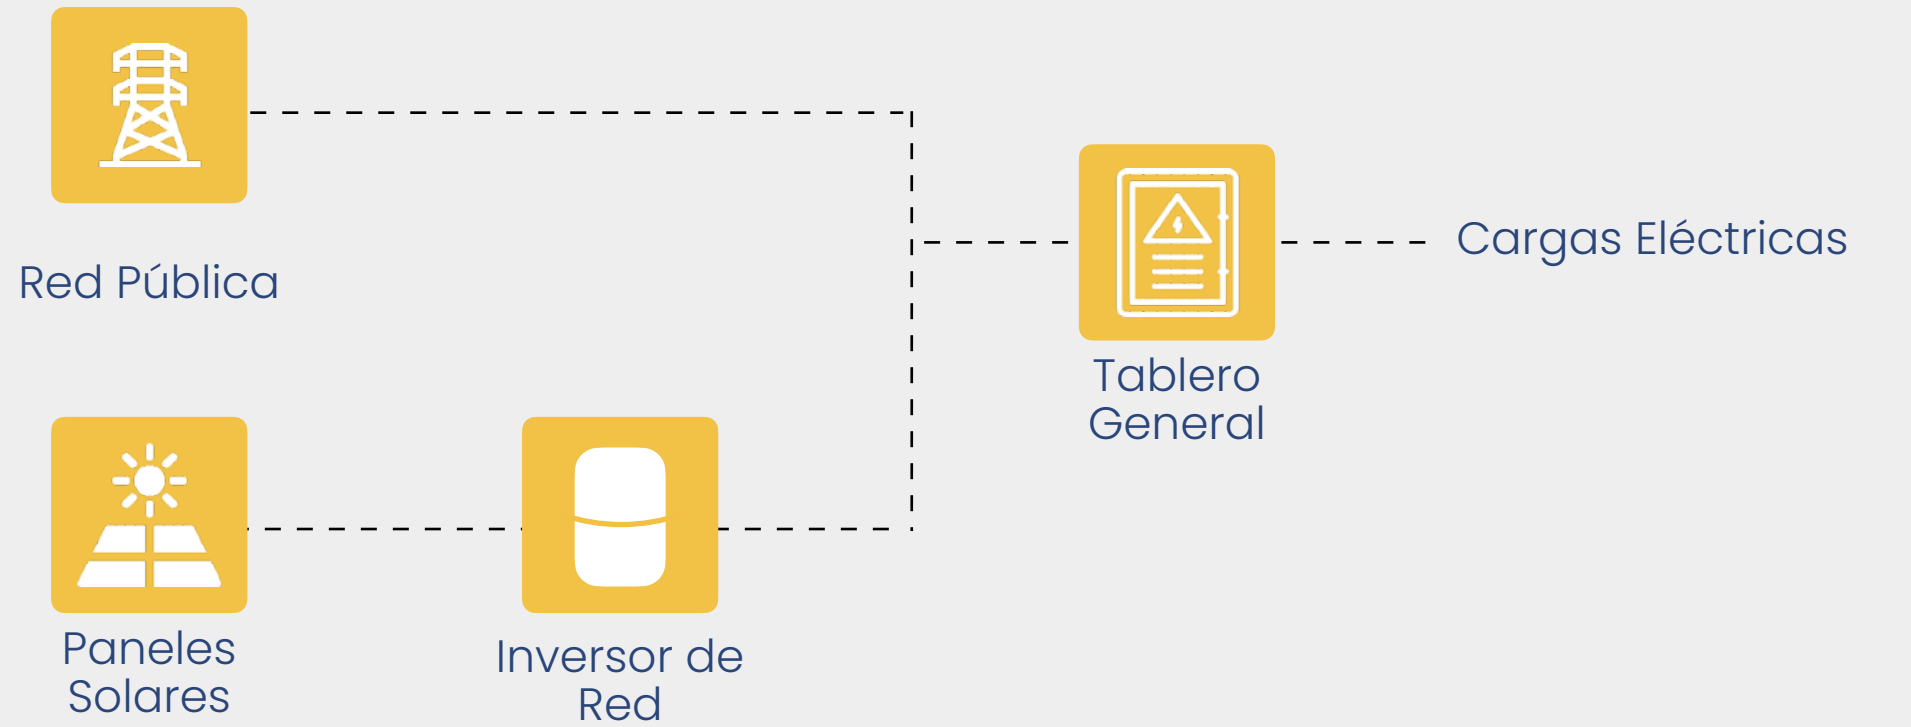 Red Pública
Cargas Eléctricas
Tablero
General
Paneles
Solares
Inversor de
Red